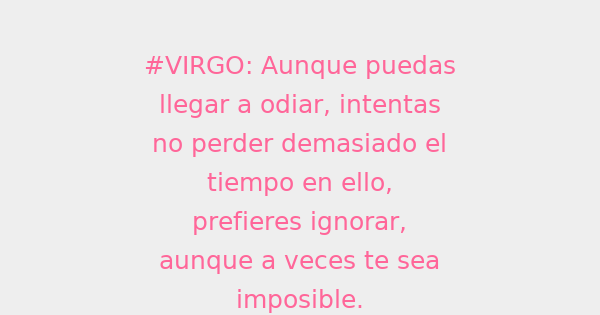 #VIRGO: Aunque puedas
llegar a odiar, intentas
no perder demasiado el
tiempo en ello,
prefieres ignorar,
aunque a veces te sea
imposible.